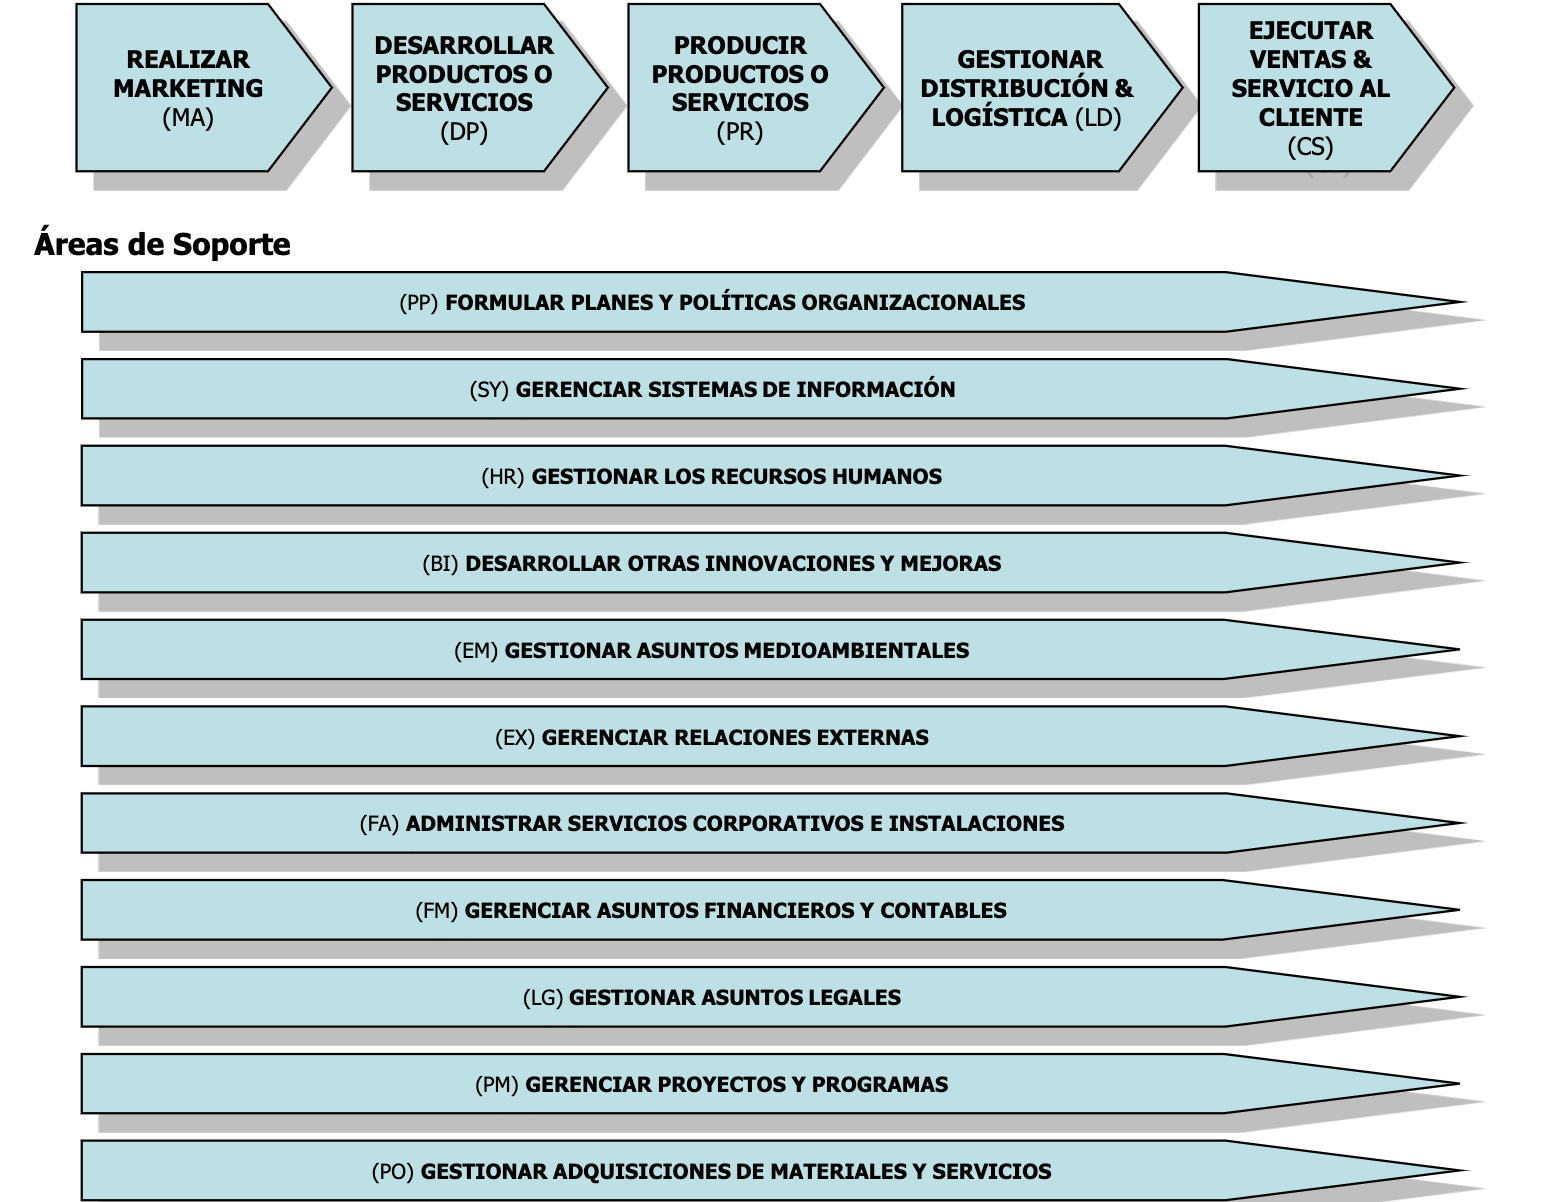 REALIZAR
MARKETING
(MA)
DESARROLLAR
PRODUCTOS O
SERVICIOS
(DP)
PRODUCIR
PRODUCTOS O
SERVICIOS
(PR)
GESTIONAR
DISTRIBUCIÓN &
LOGÍSTICA (LD)
EJECUTAR
VENTAS &
SERVICIO AL
CLIENTE
(CS)
Áreas de Soporte
(PP) FORMULAR PLANES Y POLÍTICAS ORGANIZACIONALES
(SY) GERENCIAR SISTEMAS DE INFORMACIÓN
(HR) GESTIONAR LOS RECURSOS HUMANOS
(BI) DESARROLLAR OTRAS INNOVACIONES Y MEJORAS
(EM) GESTIONAR ASUNTOS MEDIOAMBIENTALES
(EX) GERENCIAR RELACIONES EXTERNAS
(FA) ADMINISTRAR SERVICIOS CORPORATIVOS E INSTALACIONES
(FM) GERENCIAR ASUNTOS FINANCIEROS Y CONTABLES
(LG) GESTIONAR ASUNTOS LEGALES
(PM) GERENCIAR PROYECTOS Y PROGRAMAS
(PO) GESTIONAR ADQUISICIONES DE MATERIALES Y SERVICIOS